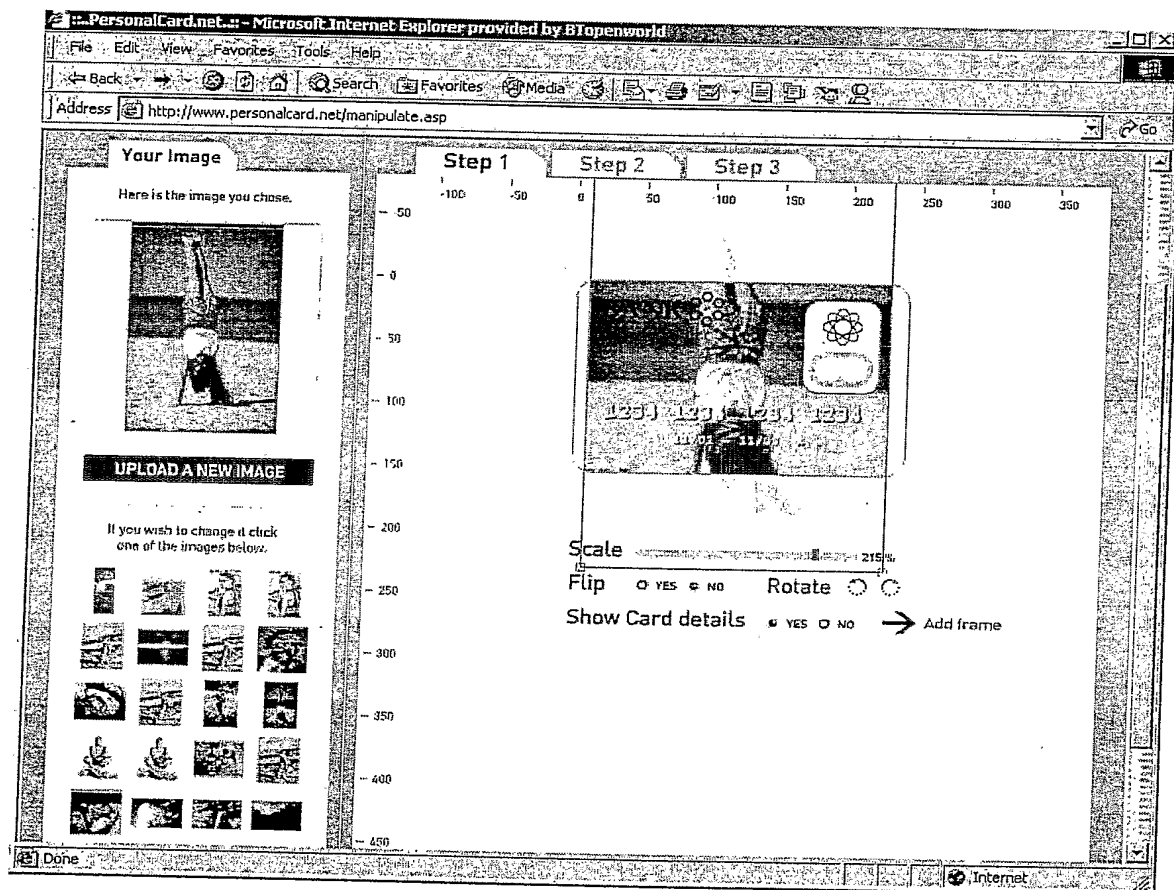 ::..PersonalCard.net..:: - Microsoft Internet Explorer provided by BTopenworld
File Edit View Favorites Tools Help
Back Search Favorites Media
Address http://www.personalcard.net/manipulate.asp Go
Your Image
Step 1 Step 2 Step 3
Here is the image you chose.
-100 -50 0 50 100 150 200 250 300 350
-50
0
50
100
150
200
250
300
350
400
450
BANK
1234 1234 1234 1234
UPLOAD A NEW IMAGE
If you wish to change it click
one of the images below.
Scale 215%
Flip YES NO Rotate
Show Card details YES NO Add frame
Done Internet